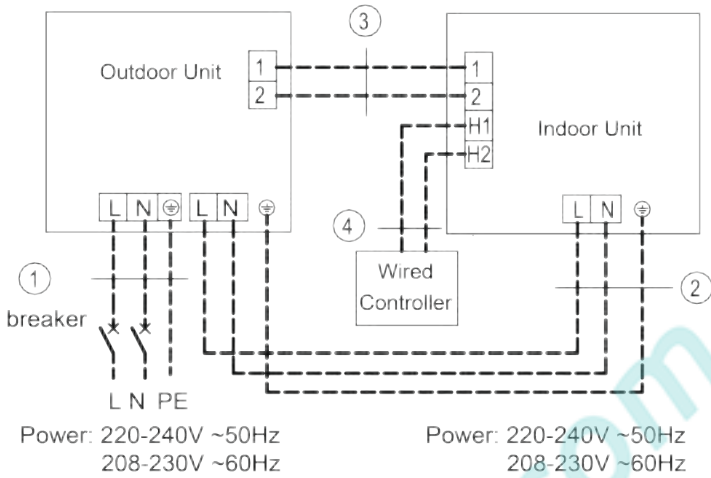 3
Outdoor Unit
1
2
1
2
H1
H2
Indoor Unit
L N
L N
L N
4
Wired
Controller
1
breaker
2
L N PE
Power: 220-240V ~50Hz
208-230V ~60Hz
Power: 220-240V ~50Hz
208-230V ~60Hz
com